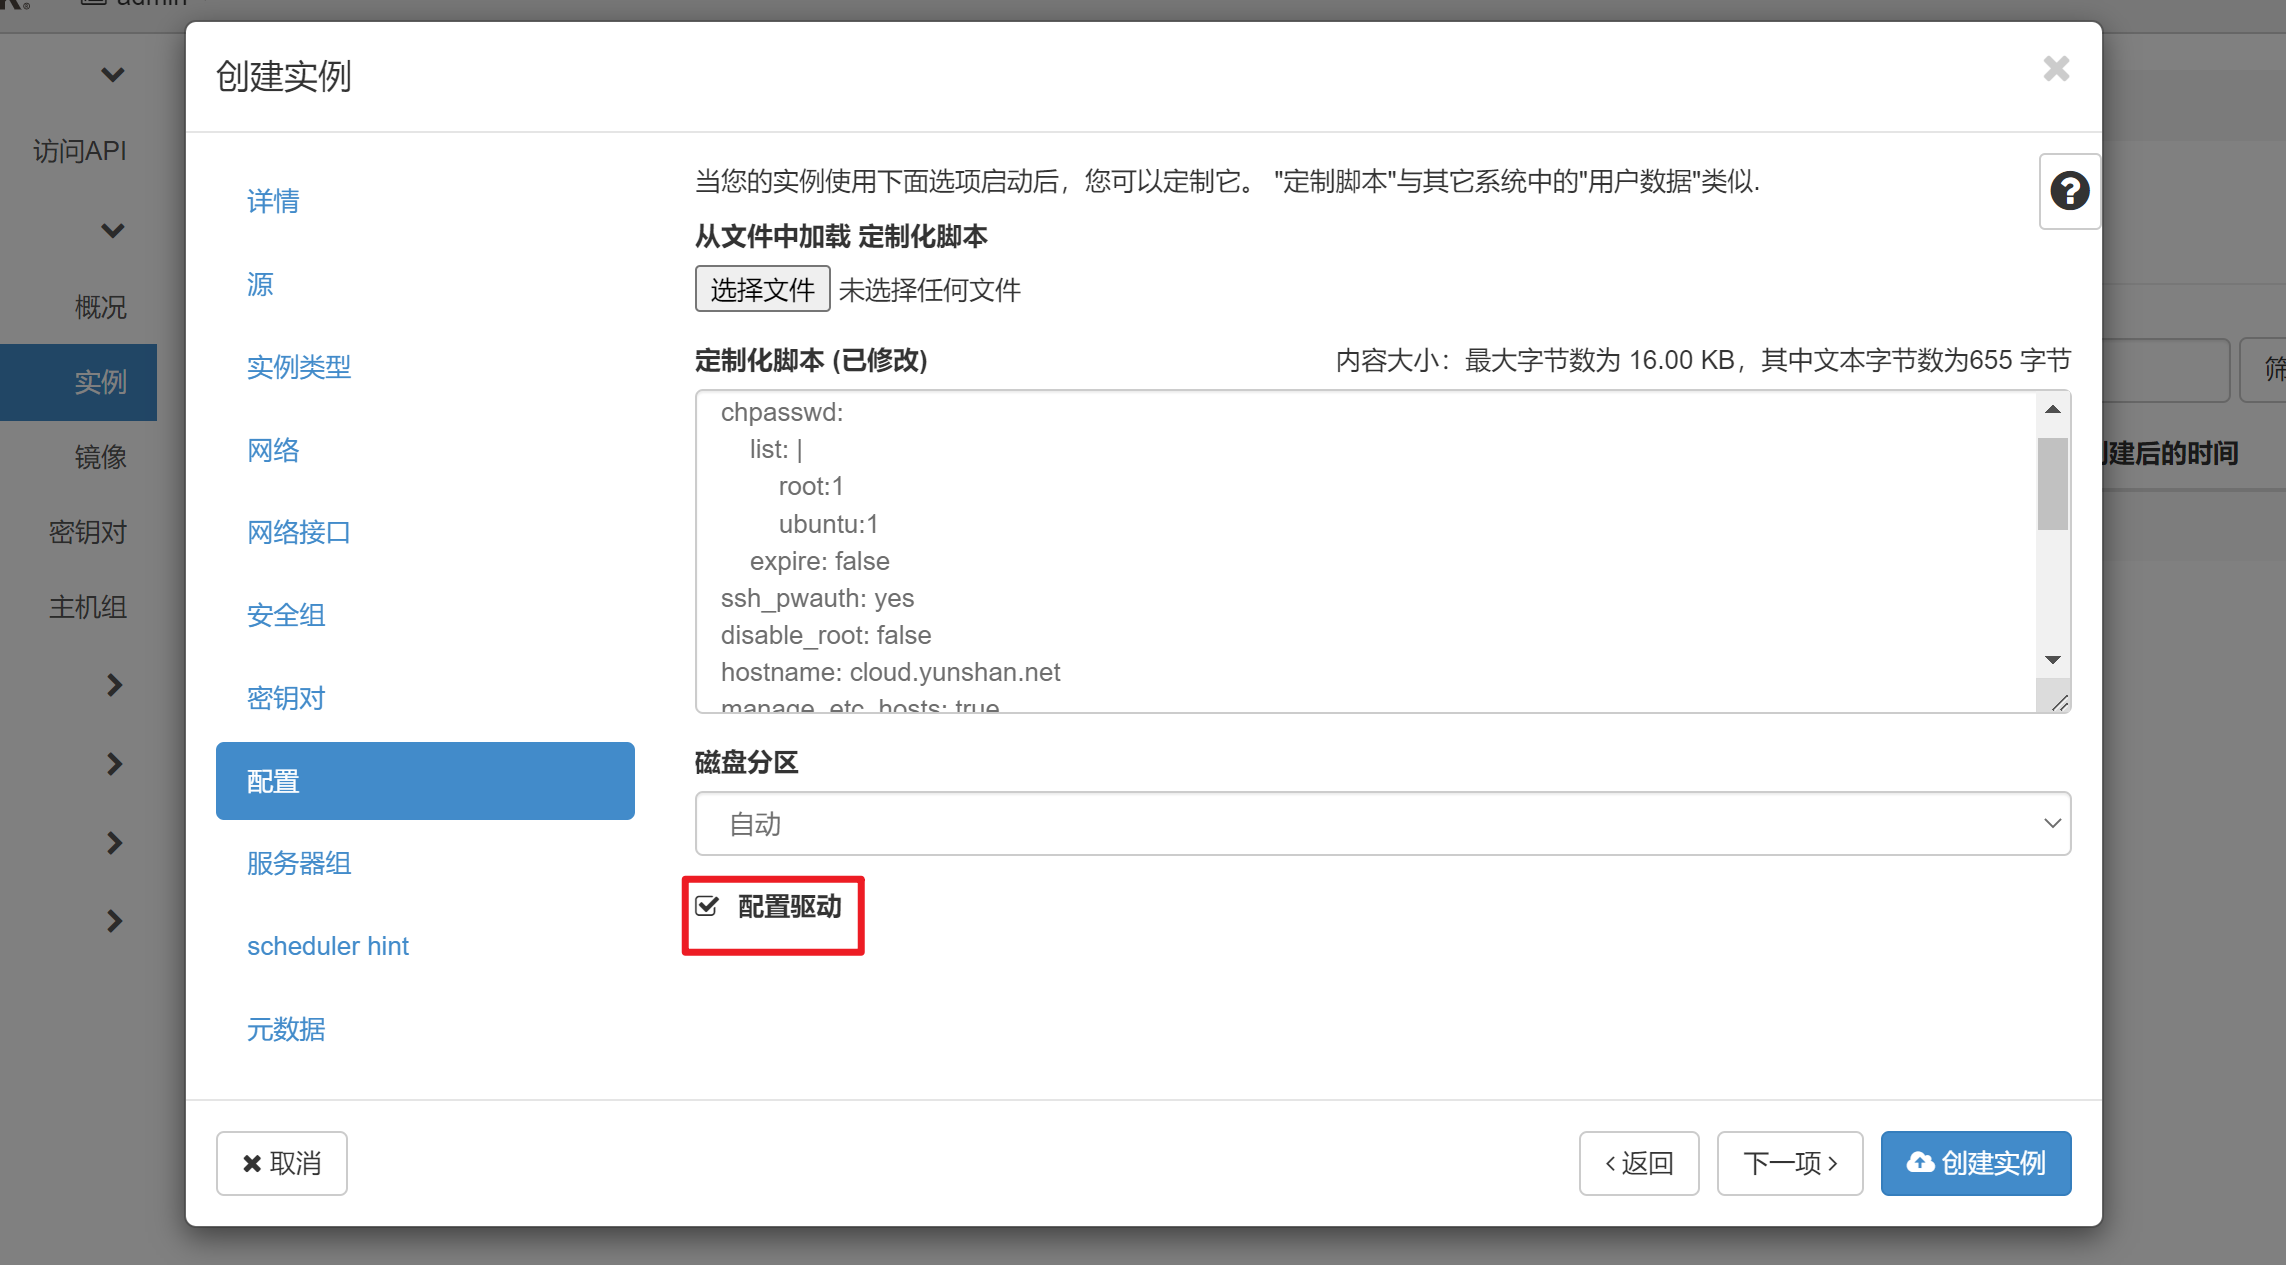 admin
创建实例
访问API
概况
实例
镜像
密钥对
主机组
详情
源
实例类型
网络
网络接口
安全组
密钥对
配置
服务器组
scheduler hint
元数据
当您的实例使用下面选项启动后，您可以定制它。 "定制脚本"与其它系统中的"用户数据"类似.
从文件中加载 定制化脚本
选择文件 未选择任何文件
定制化脚本 (已修改)
内容大小：最大字节数为 16.00 KB，其中文本字节数为655 字节
chpasswd:
list: |
root:1
ubuntu:1
expire: false
ssh_pwauth: yes
disable_root: false
hostname: cloud.yunshan.net
manage_etc_hosts: true
磁盘分区
自动
配置驱动
筛
建后的时间
取消
返回
下一项
创建实例